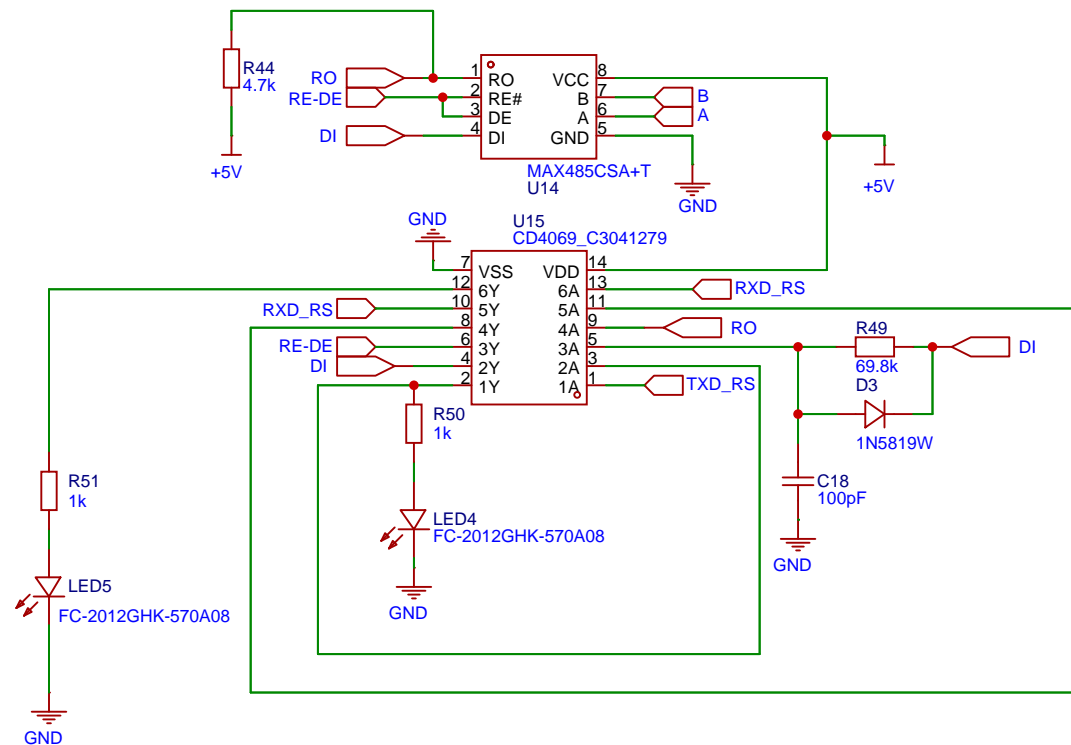 R44
4.7k
+5V
RO
RE-DE
DI
1
2
3
4
RO
RE#
DE
DI
VCC
B
A
GND
8
7
6
5
B
A
MAX485CSA+T
U14
GND
+5V
GND
U15
CD4069_C3041279
7
12
10
8
6
4
2
VSS
6Y
5Y
4Y
3Y
2Y
1Y
VDD
6A
5A
4A
3A
2A
1A
14
13
11
9
5
3
1
RXD_RS
RE-DE
DI
RXD_RS
RO
TXD_RS
R49
69.8k
DI
D3
1N5819W
C18
100pF
GND
R50
1k
LED4
FC-2012GHK-570A08
GND
R51
1k
LED5
FC-2012GHK-570A08
GND